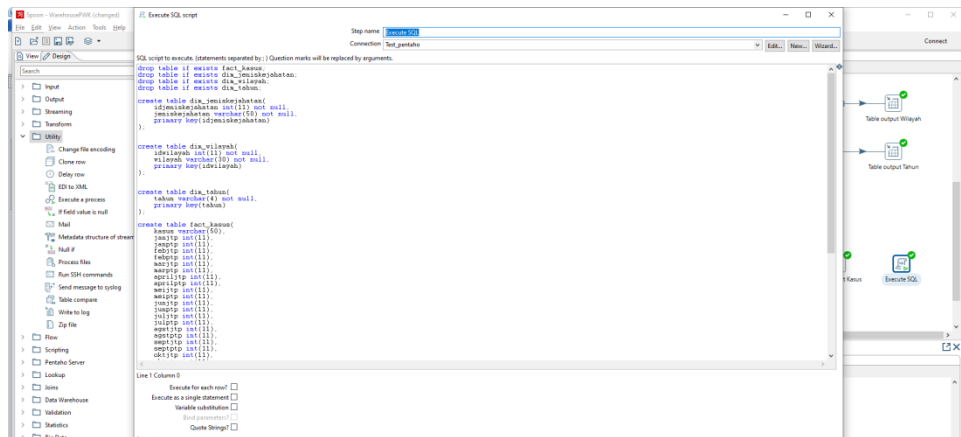 Spoon - WarehousePWK (changed)
File Edit View Action Tools Help
View Design
Search
Input
Output
Streaming
Transform
Utility
Change file encoding
Clone row
Delay row
EDI to XML
Execute a process
If field value is null
Mail
Metadata structure of stream
Null if
Process files
Run SSH commands
Send message to syslog
Table compare
Write to log
Zip file
Flow
Scripting
Pentaho Server
Lookup
Joins
Data Warehouse
Validation
Statistics
Execute SQL script
Step name Execute SQL
Connection Test_pentaho
Edit... New... Wizard...
SQL script to execute. (statements separated by ; ) Question marks will be replaced by arguments.
drop table if exists fact_kasus;
drop table if exists dim_jeniskejahatan;
drop table if exists dim_wilayah;
drop table if exists dim_tahun;
create table dim_jeniskejahatan(
idjeniskejahatan int(11) not null,
jeniskejahatan varchar(50) not null,
primary key(idjeniskejahatan)
);
create table dim_wilayah(
idwilayah int(11) not null,
wilayah varchar(30) not null,
primary key(idwilayah)
);
create table dim_tahun(
tahun varchar(4) not null,
primary key(tahun)
);
create table fact_kasus(
kasus varchar(50),
janjtp int(11),
janptp int(11),
febjtp int(11),
febptp int(11),
marjtp int(11),
marptp int(11),
apriljtp int(11),
aprilptp int(11),
meijtp int(11),
meiptp int(11),
junjtp int(11),
junptp int(11),
juljtp int(11),
julptp int(11),
agstjtp int(11),
agstptp int(11),
septjtp int(11),
septptp int(11),
oktjtp int(11),
Line 1 Column 0
Execute for each row?
Execute as a single statement
Variable substitution
Bind parameters?
Quote Strings?
Connect
Table output Wilayah
Table output Tahun
t Kasus
Execute SQL